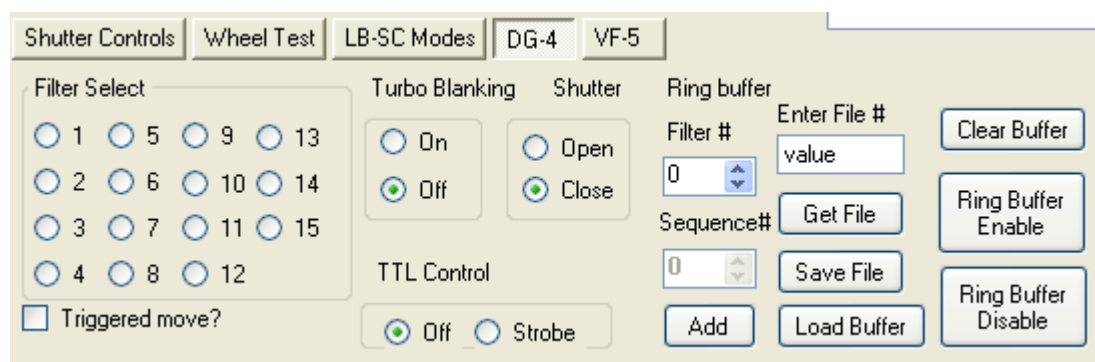 Shutter Controls Wheel Test LB-SC Modes DG-4 VF-5
Filter Select
1 5 9 13
2 6 10 14
3 7 11 15
4 8 12
Triggered move?
Turbo Blanking
On
Off
Shutter
Open
Close
TTL Control
Off Strobe
Ring buffer
Filter #
0
Sequence#
0
Add
Enter File #
value
Get File
Save File
Load Buffer
Clear Buffer
Ring Buffer
Enable
Ring Buffer
Disable